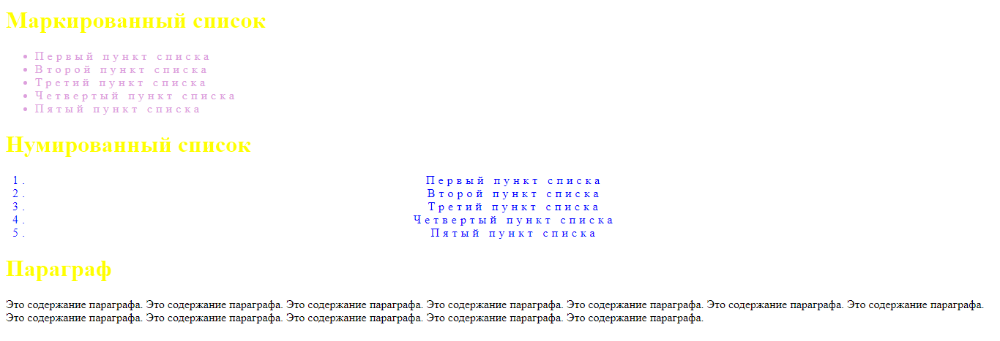 Маркированный список
• Первый пункт списка
• Второй пункт списка
• Третий пункт списка
• Четвертый пункт списка
• Пятый пункт списка
Нумированный список
1. Первый пункт списка
2. Второй пункт списка
3. Третий пункт списка
4. Четвертый пункт списка
5. Пятый пункт списка
Параграф
Это содержание параграфа. Это содержание параграфа. Это содержание параграфа. Это содержание параграфа. Это содержание параграфа. Это содержание параграфа. Это содержание параграфа.
Это содержание параграфа. Это содержание параграфа. Это содержание параграфа. Это содержание параграфа. Это содержание параграфа.